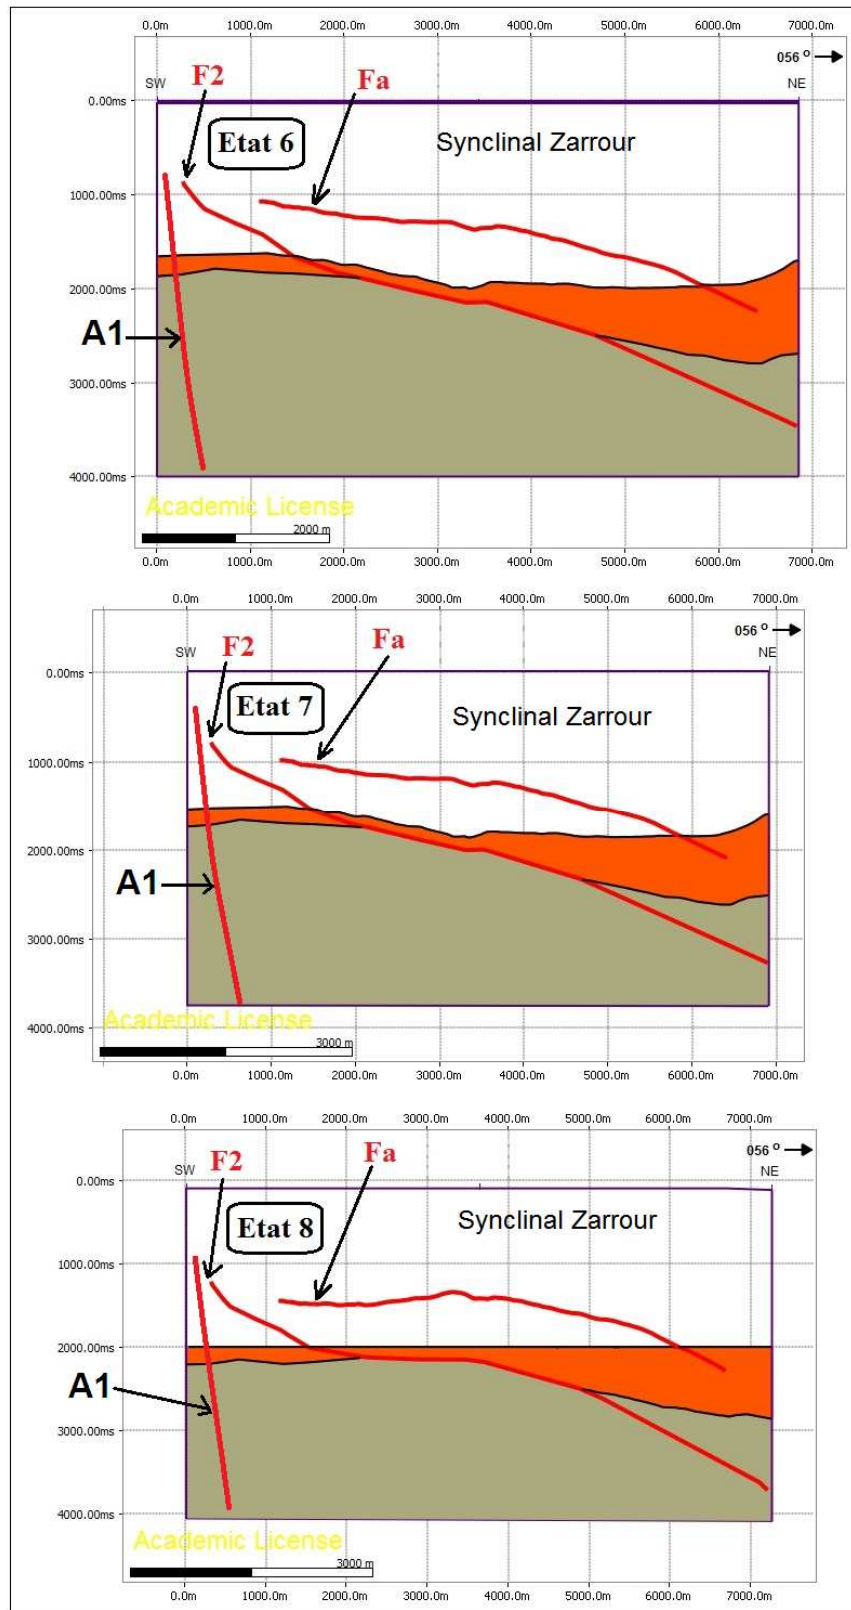 0.0m 1000.0m 2000.0m 3000.0m 4000.0m 5000.0m 6000.0m 7000.0m
056 °
SW F2 Fa NE
0.00ms
Etat 6 Synclinal Zarrour
1000.00ms
2000.00ms
A1
3000.00ms
4000.00ms
Academic License
2000 m
0.0m 1000.0m 2000.0m 3000.0m 4000.0m 5000.0m 6000.0m 7000.0m
0.0m 1000.0m 2000.0m 3000.0m 4000.0m 5000.0m 6000.0m 7000.0m
056 °
SW F2 Fa NE
0.00ms
Etat 7 Synclinal Zarrour
1000.00ms
2000.00ms
A1
3000.00ms
4000.00ms
Academic License
3000 m
0.0m 1000.0m 2000.0m 3000.0m 4000.0m 5000.0m 6000.0m 7000.0m
0.0m 1000.0m 2000.0m 3000.0m 4000.0m 5000.0m 6000.0m 7000.0m
056 °
SW F2 Fa NE
0.00ms
Etat 8 Synclinal Zarrour
1000.00ms
2000.00ms
A1
3000.00ms
4000.00ms
Academic License
3000 m
0.0m 1000.0m 2000.0m 3000.0m 4000.0m 5000.0m 6000.0m 7000.0m